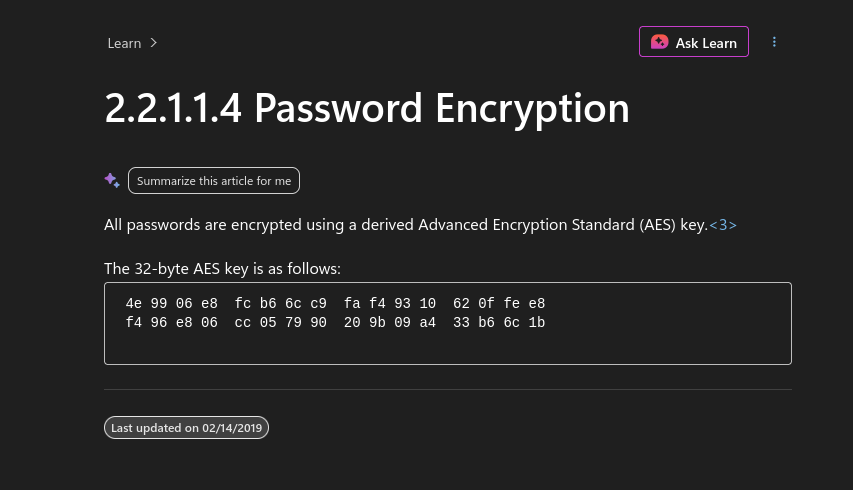 Learn
Ask Learn
2.2.1.1.4 Password Encryption
Summarize this article for me
All passwords are encrypted using a derived Advanced Encryption Standard (AES) key.<3>
The 32-byte AES key is as follows:
4e 99 06 e8  fc b6 6c c9  fa f4 93 10  62 0f fe e8
f4 96 e8 06  cc 05 79 90  20 9b 09 a4  33 b6 6c 1b
Last updated on 02/14/2019